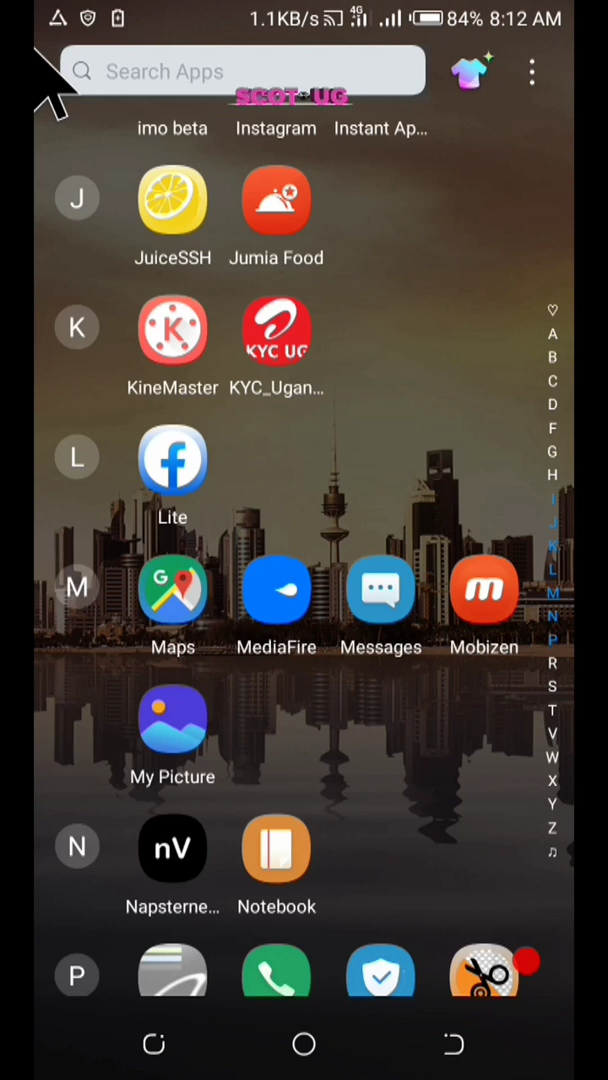 1.1KB/s 4G 84% 8:12 AM
Search Apps
SCOT UG
imo beta Instagram Instant Ap...
J
JuiceSSH Jumia Food
K K
KYC UG
KineMaster KYC_Ugan...
L
Lite
M G m
Maps MediaFire Messages Mobizen
My Picture
N nV
Napsterne... Notebook
P
A
B
C
D
F
G
H
I
J
K
L
M
N
P
R
S
T
V
W
X
Y
Z